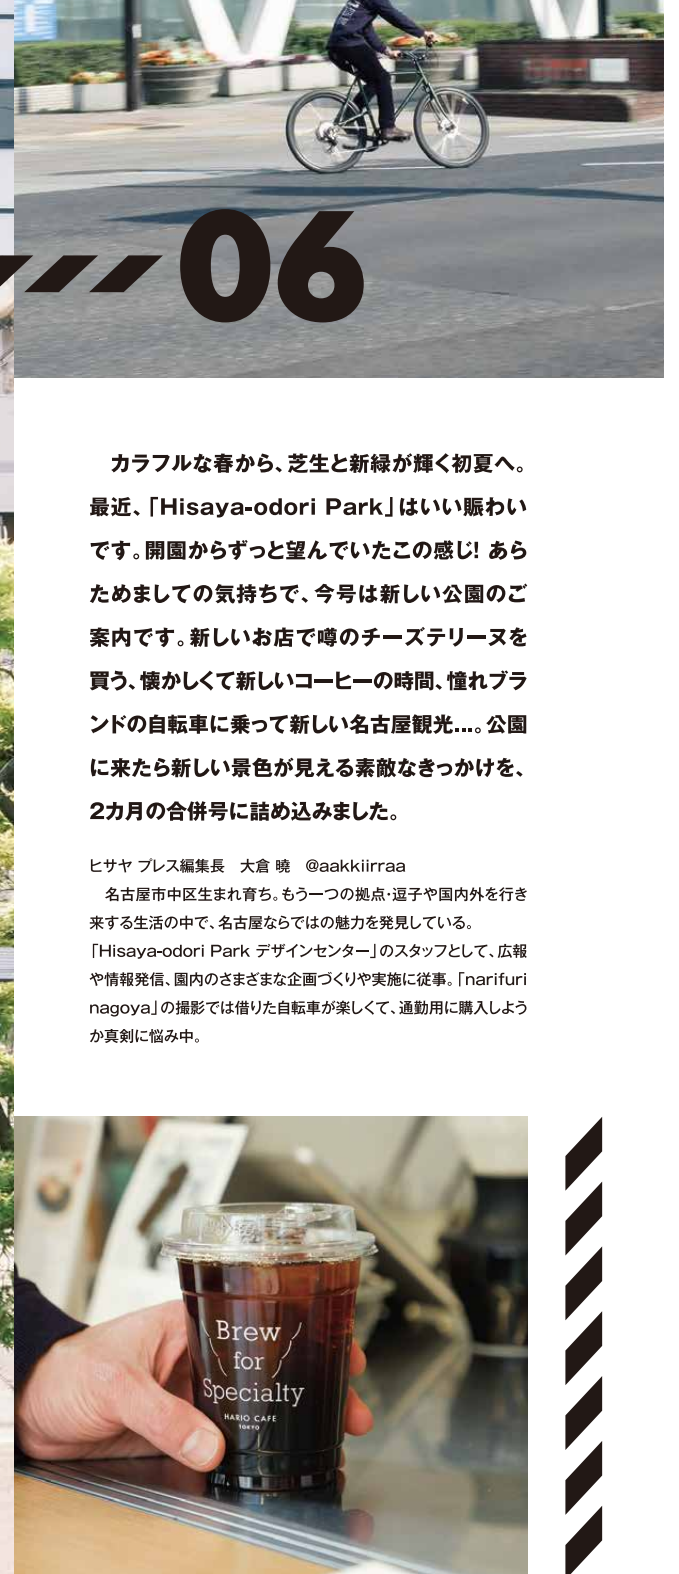 06
カラフルな春から、芝生と新緑が輝く初夏へ。
最近、「Hisaya-odori Park」はいい賑わい
です。開園からずっと望んでいたこの感じ! あら
ためましての気持ちで、今号は新しい公園のご
案内です。新しいお店で噂のチーズテリーヌを
買う、懐かしくて新しいコーヒーの時間、憧れブラ
ンドの自転車に乗って新しい名古屋観光…。公園
に来たら新しい景色が見える素敵なきっかけを、
2カ月の合併号に詰め込みました。
ヒサヤ プレス編集長　大倉 曉　@aakkiirraa
名古屋市中区生まれ育ち。もう一つの拠点・逗子や国内外を行き
来する生活の中で、名古屋ならではの魅力を発見している。
「Hisaya-odori Park デザインセンター」のスタッフとして、広報
や情報発信、園内のさまざまな企画づくりや実施に従事。「narifuri
nagoya」の撮影では借りた自転車が楽しくて、通勤用に購入しよう
か真剣に悩み中。
Brew
for
Specialty
HARIO CAFE
TOKYO